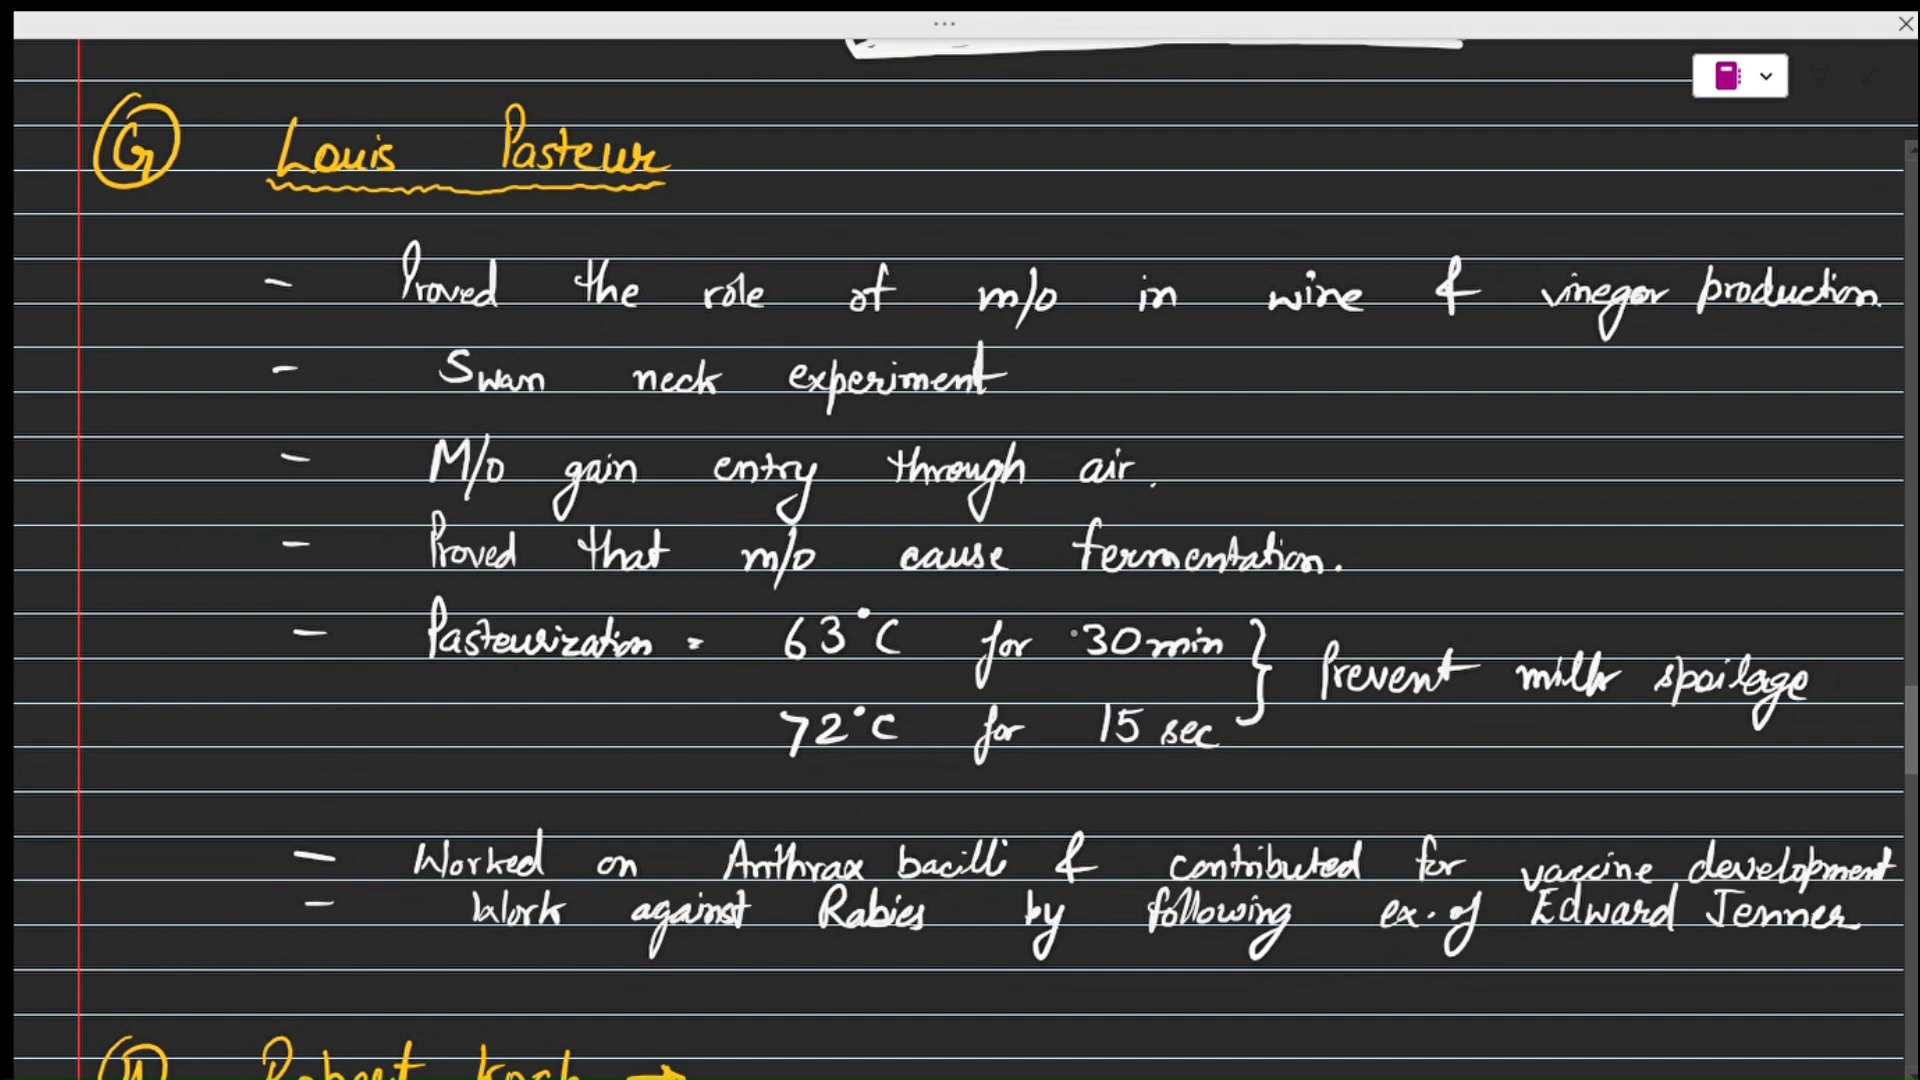 ...
G Louis Pasteur
- Proved the role of m/o in wine & vinegar production.
- Swan neck experiment
- M/o gain entry through air.
- Proved that m/o cause fermentation.
- Pasteurization = 63°C for 30 min } Prevent milk spoilage
72°C for 15 sec
- Worked on Anthrax bacilli & contributed for vaccine development
- Work against Rabies by following ex. of Edward Jenner
Robert Koch →